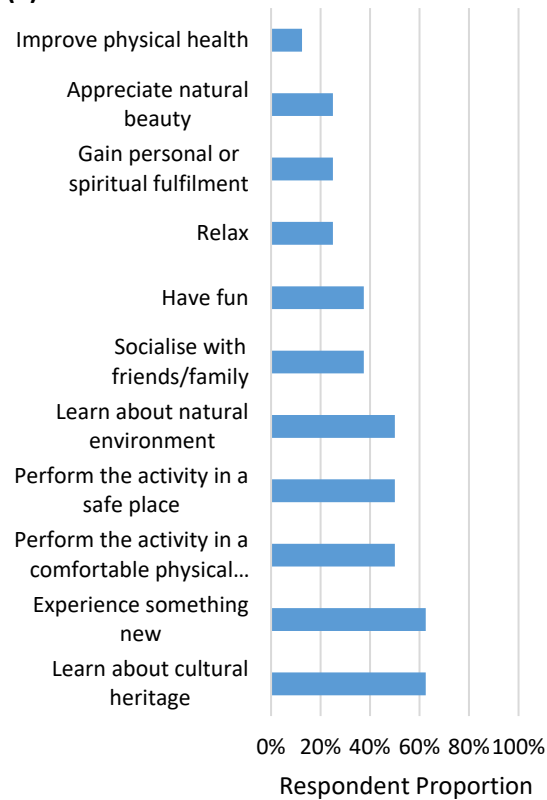 Improve physical health
Appreciate natural
beauty
Gain personal or
spiritual fulfilment
Relax
Have fun
Socialise with
friends/family
Learn about natural
environment
Perform the activity in a
safe place
Perform the activity in a
comfortable physical...
Experience something
new
Learn about cultural
heritage
0% 20% 40% 60% 80% 100%
Respondent Proportion